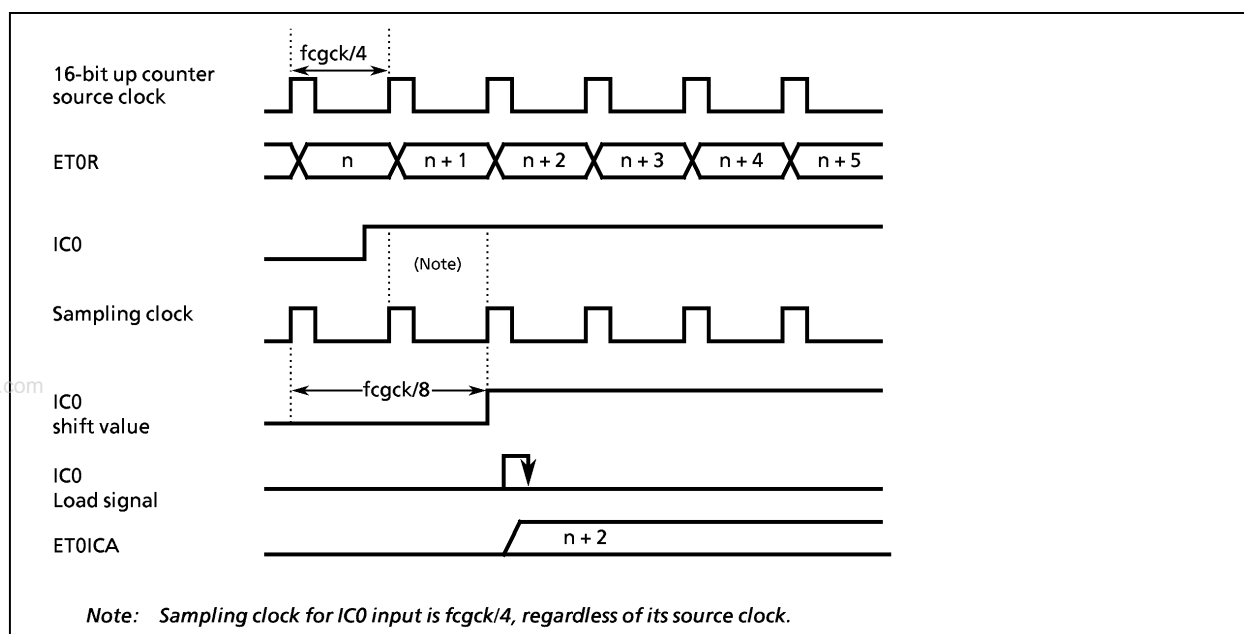 fcgck/4
16-bit up counter
source clock
ET0R
n
n + 1
n + 2
n + 3
n + 4
n + 5
IC0
(Note)
Sampling clock
.com
fcgck/8
IC0
shift value
IC0
Load signal
ET0ICA
n + 2
Note: Sampling clock for IC0 input is fcgck/4, regardless of its source clock.